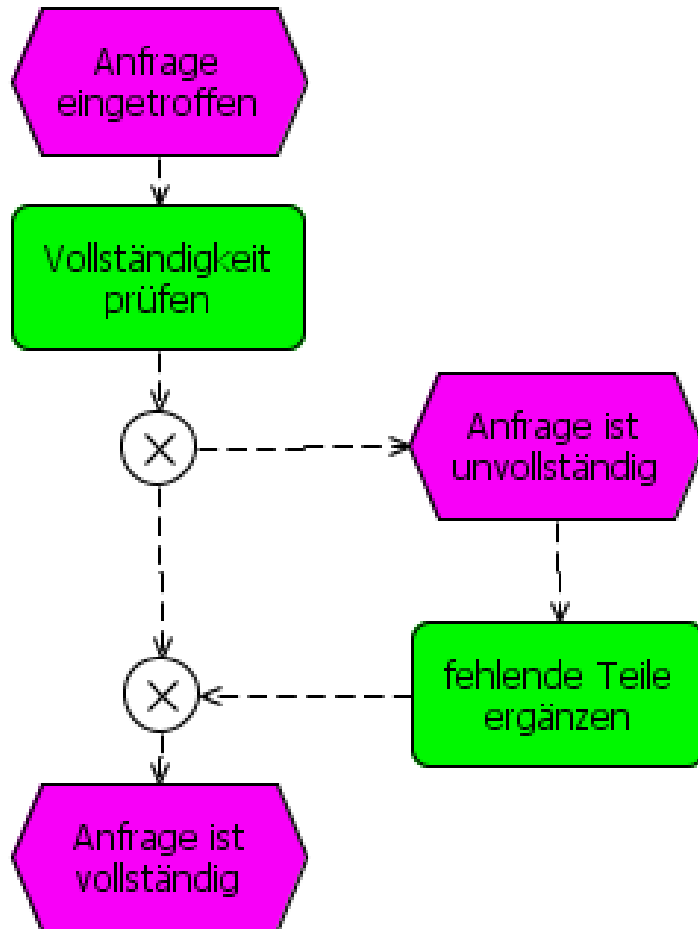 Anfrage
eingetroffen
Vollständigkeit
prüfen
Anfrage ist
unvollständig
fehlende Teile
ergänzen
Anfrage ist
vollständig